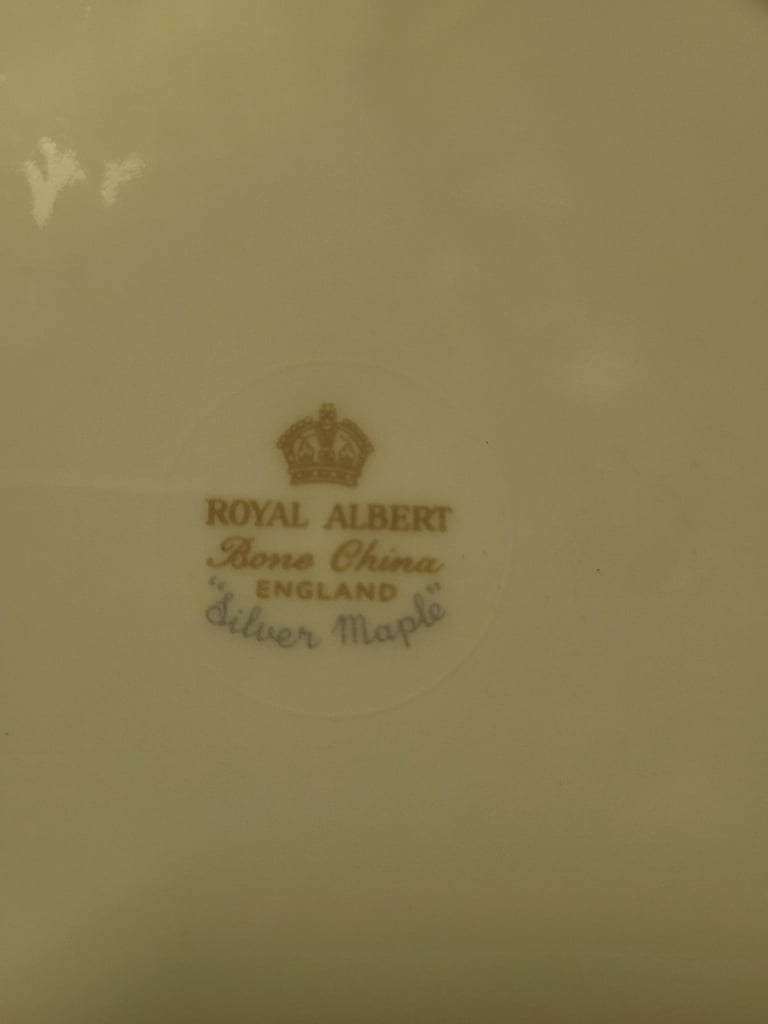 ROYAL ALBERT
Bone China
ENGLAND
"Silver Maple"